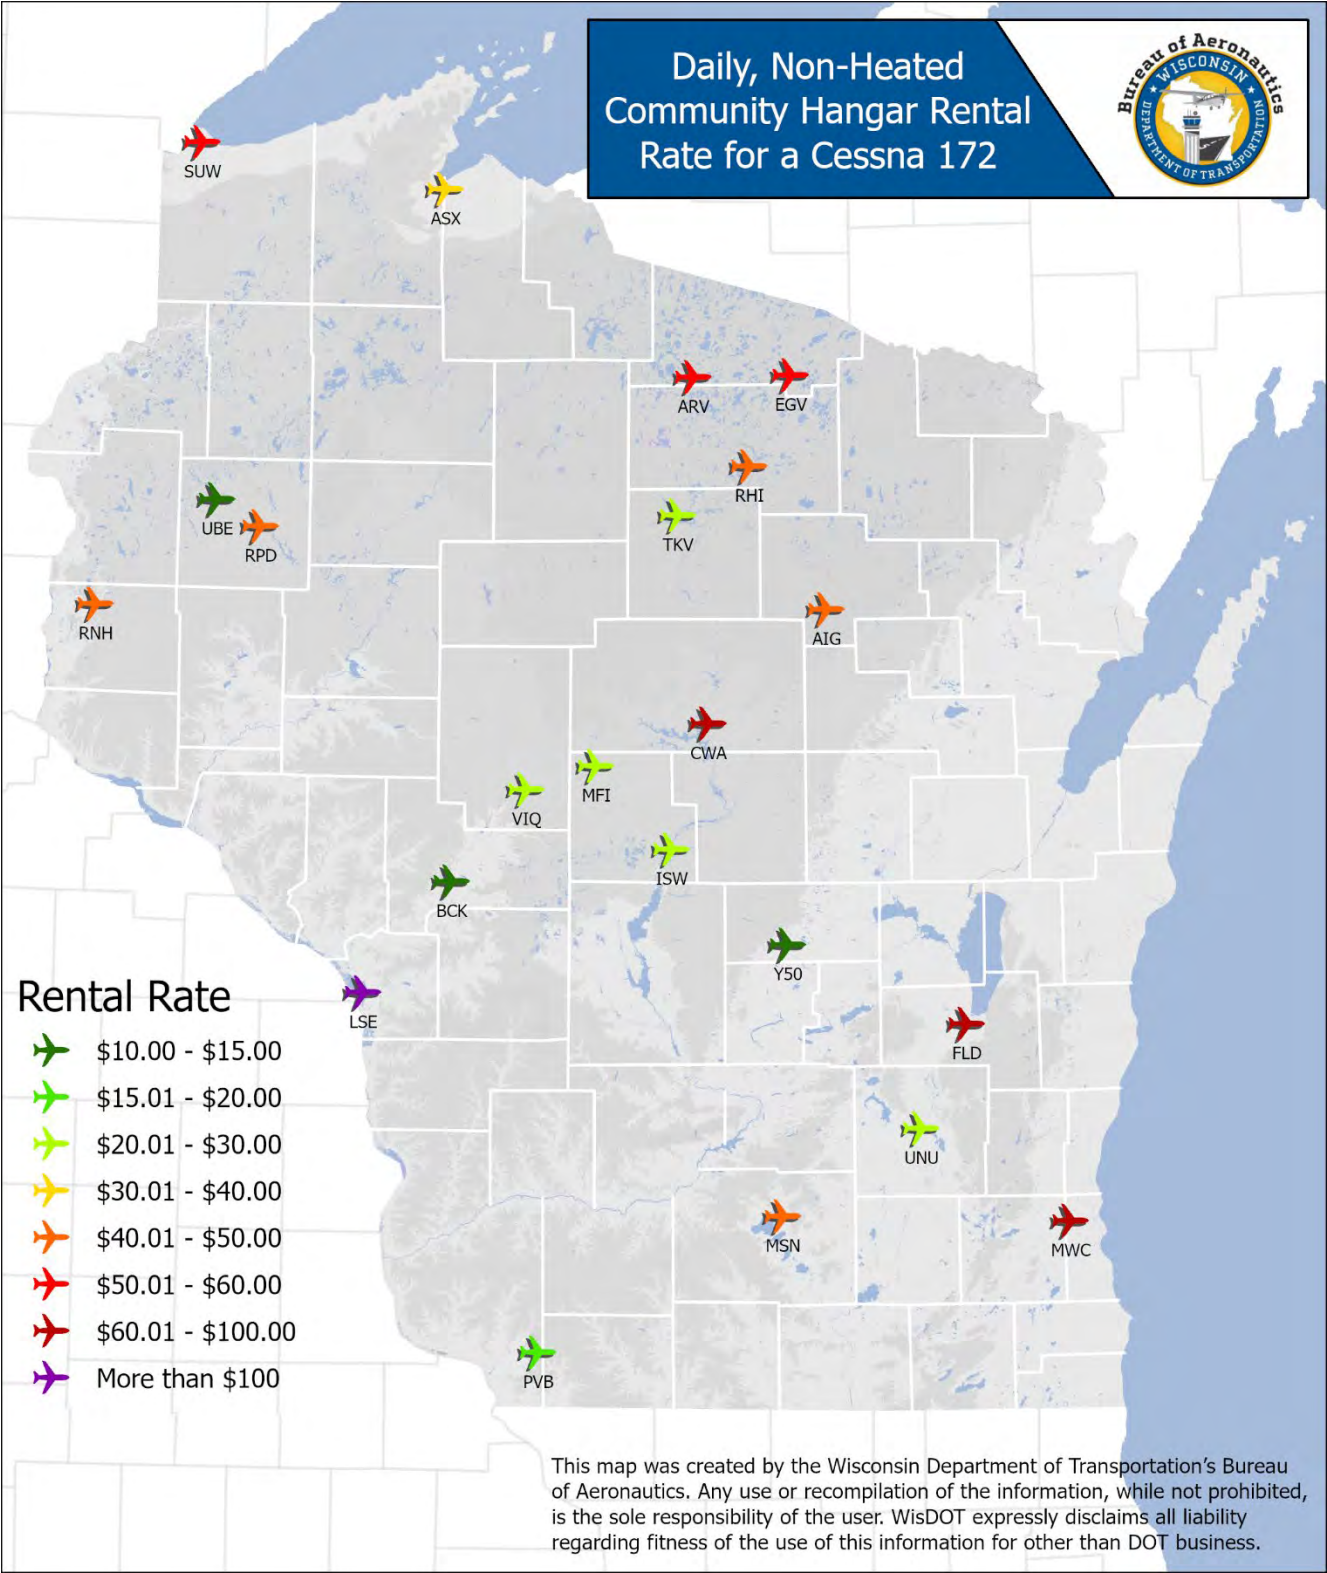 Daily, Non-Heated
Community Hangar Rental
Rate for a Cessna 172
Bureau of Aeronautics
WISCONSIN
DEPARTMENT OF TRANSPORTATION
SUW
ASX
ARV
EGV
RHI
UBE
TKV
RPD
RNH
AIG
CWA
MFI
VIQ
ISW
BCK
Y50
LSE
FLD
UNU
MSN
MWC
PVB
Rental Rate
$10.00 - $15.00
$15.01 - $20.00
$20.01 - $30.00
$30.01 - $40.00
$40.01 - $50.00
$50.01 - $60.00
$60.01 - $100.00
More than $100
This map was created by the Wisconsin Department of Transportation's Bureau
of Aeronautics. Any use or recompilation of the information, while not prohibited,
is the sole responsibility of the user. WisDOT expressly disclaims all liability
regarding fitness of the use of this information for other than DOT business.